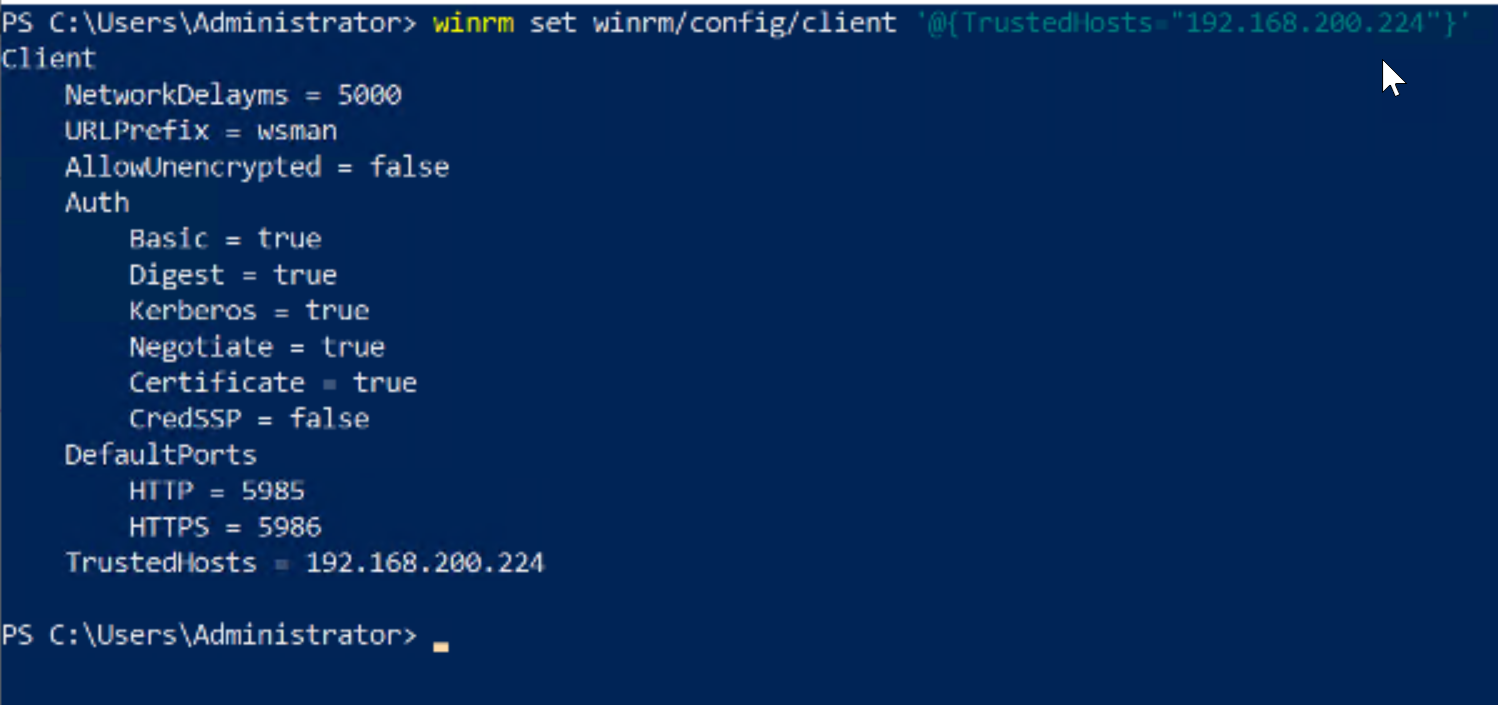 PS C:\Users\Administrator> winrm set winrm/config/client '@{TrustedHosts="192.168.200.224"}'
Client
    NetworkDelayms = 5000
    URLPrefix = wsman
    AllowUnencrypted = false
    Auth
        Basic = true
        Digest = true
        Kerberos = true
        Negotiate = true
        Certificate = true
        CredSSP = false
    DefaultPorts
        HTTP = 5985
        HTTPS = 5986
    TrustedHosts = 192.168.200.224
PS C:\Users\Administrator>